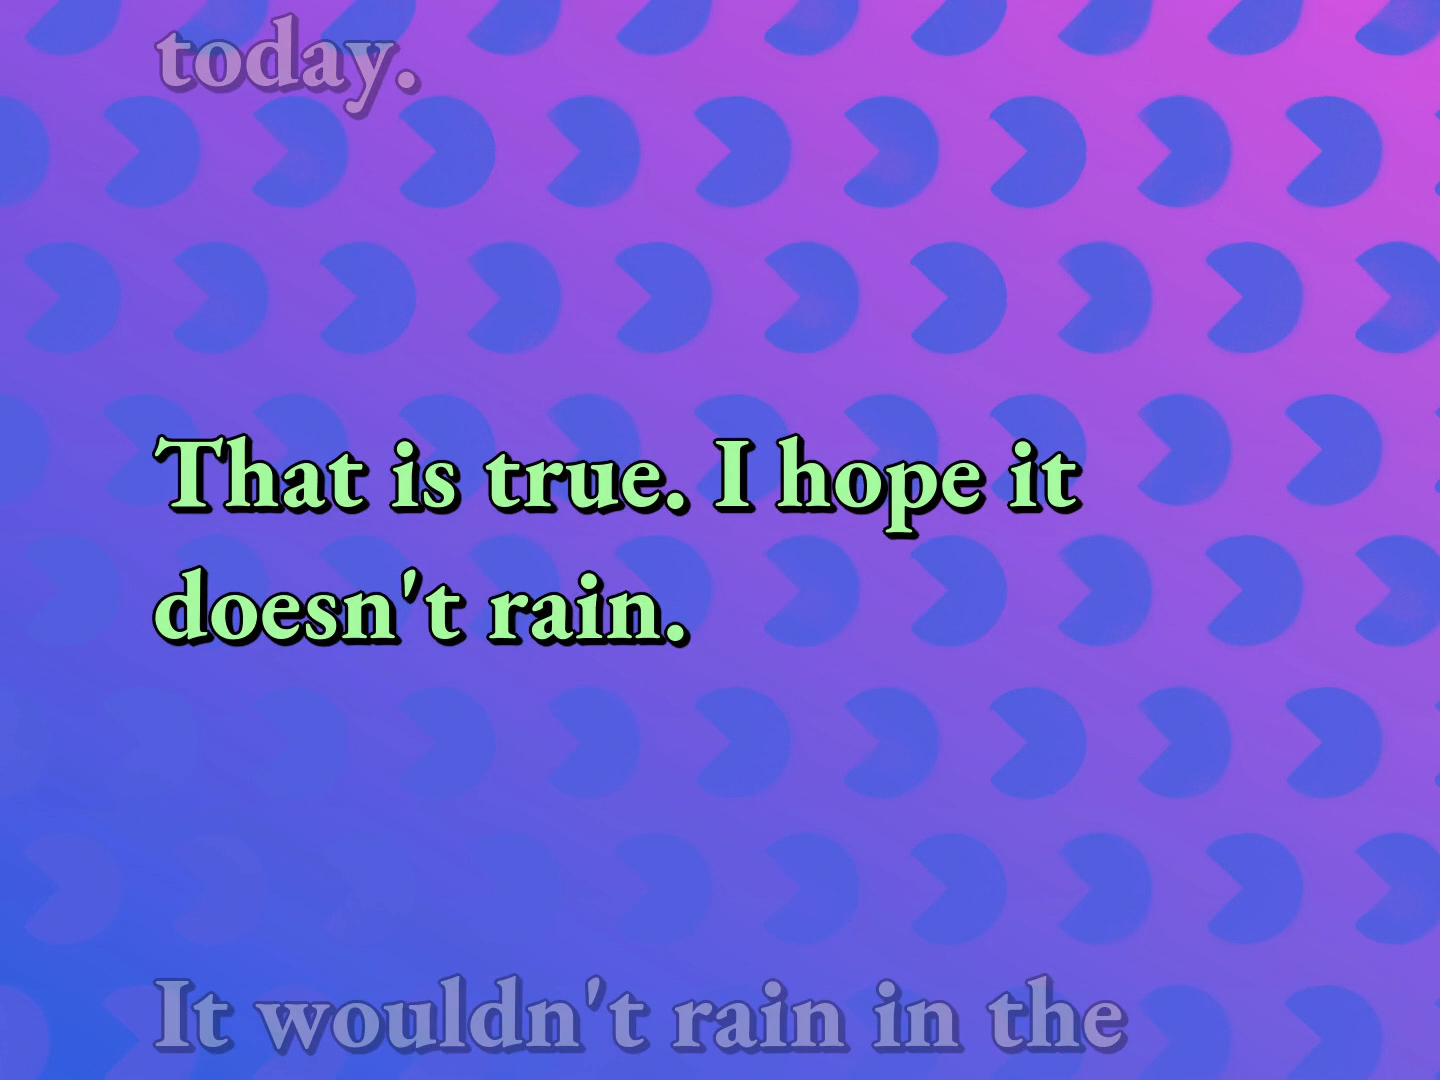 today.
That is true. I hope it
doesn't rain.
It wouldn't rain in the